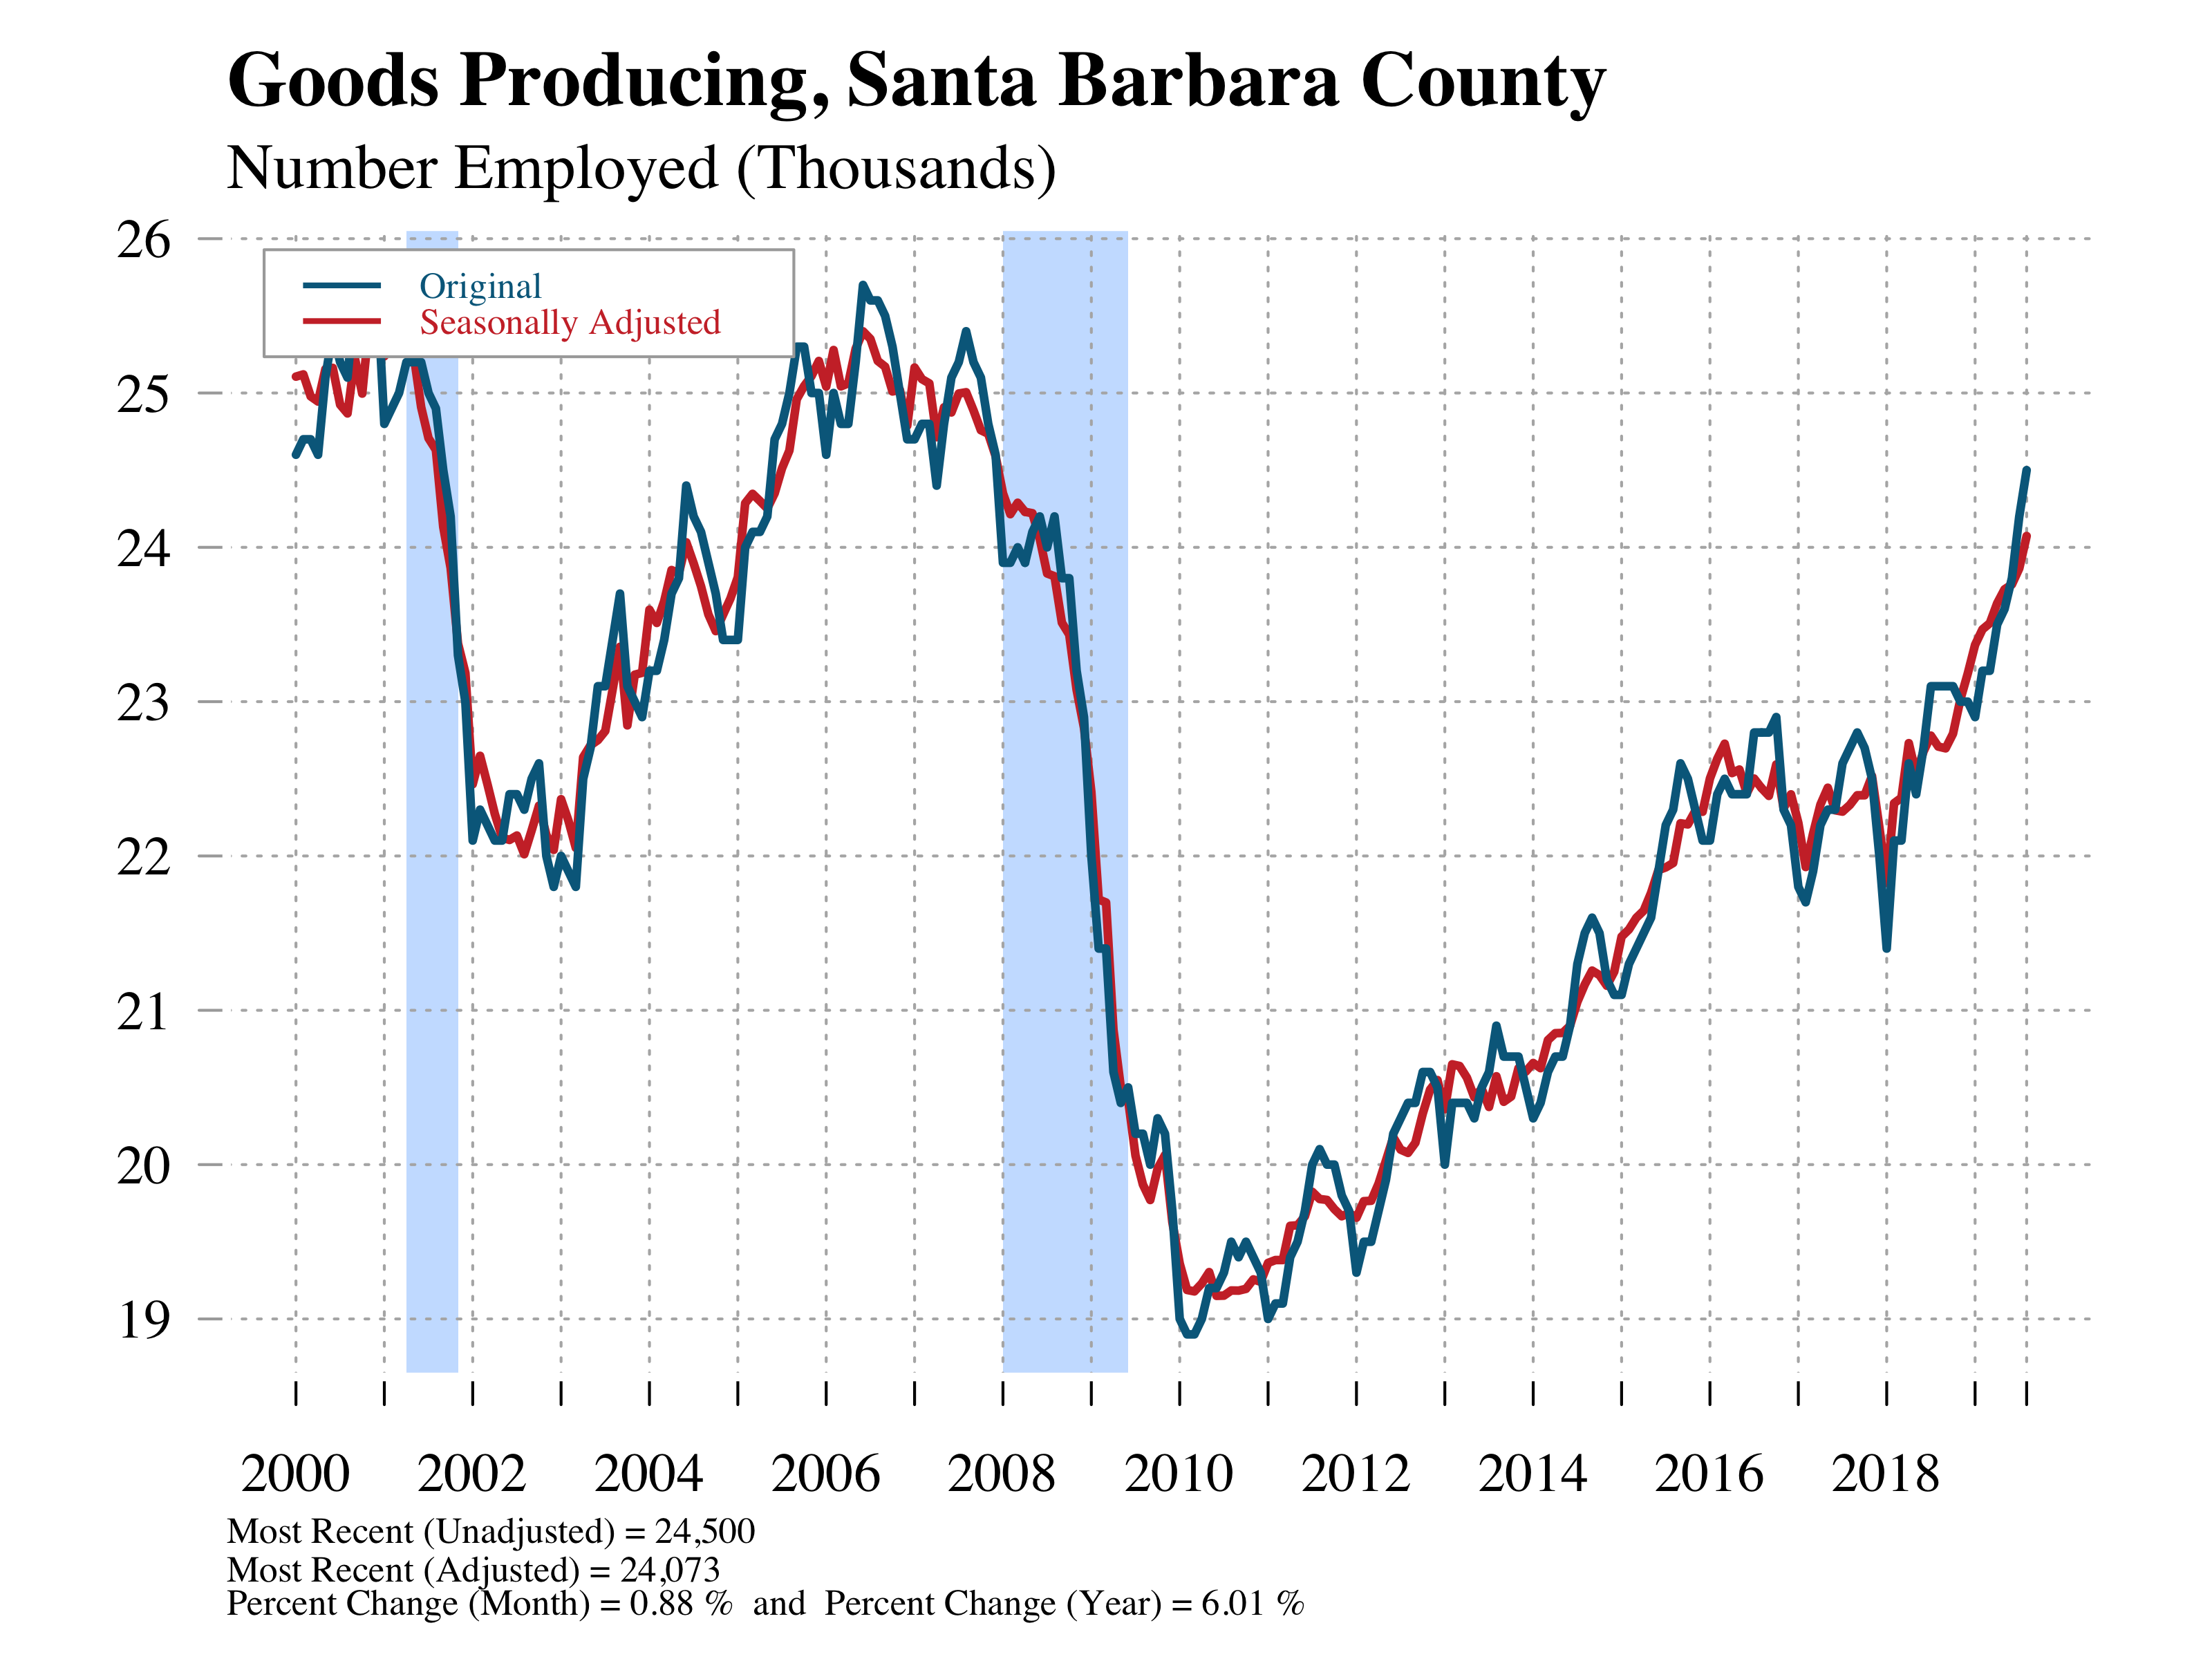 Goods Producing, Santa Barbara County
Number Employed (Thousands)
26
Original
Seasonally Adjusted
25
24
23
22
21
20
19
2000 2002 2004 2006 2008 2010 2012 2014 2016 2018
Most Recent (Unadjusted) = 24,500
Most Recent (Adjusted) = 24,073
Percent Change (Month) = 0.88 % and Percent Change (Year) = 6.01 %